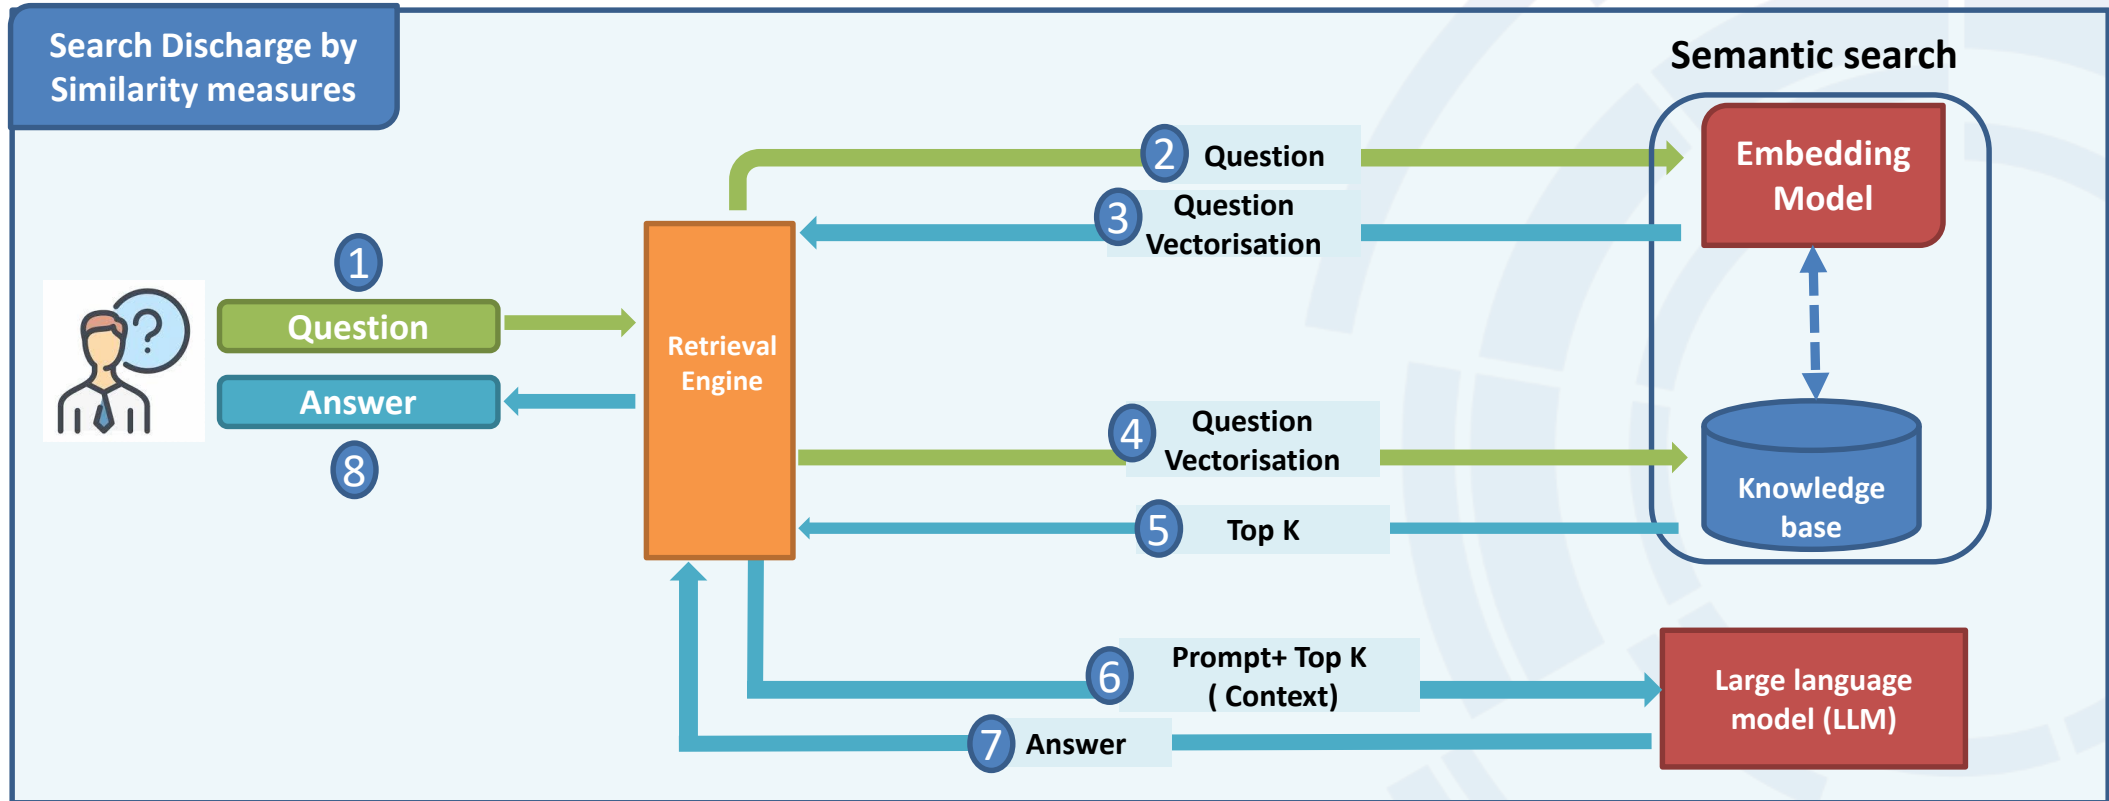 Search Discharge by
Similarity measures
Semantic search
2
Question
Embedding
Model
3
Question
Vectorisation
1
Question
?
Answer
8
Retrieval
Engine
4
Question
Vectorisation
5
Top K
Knowledge
base
6
Prompt+ Top K
( Context)
Large language
model (LLM)
7
Answer